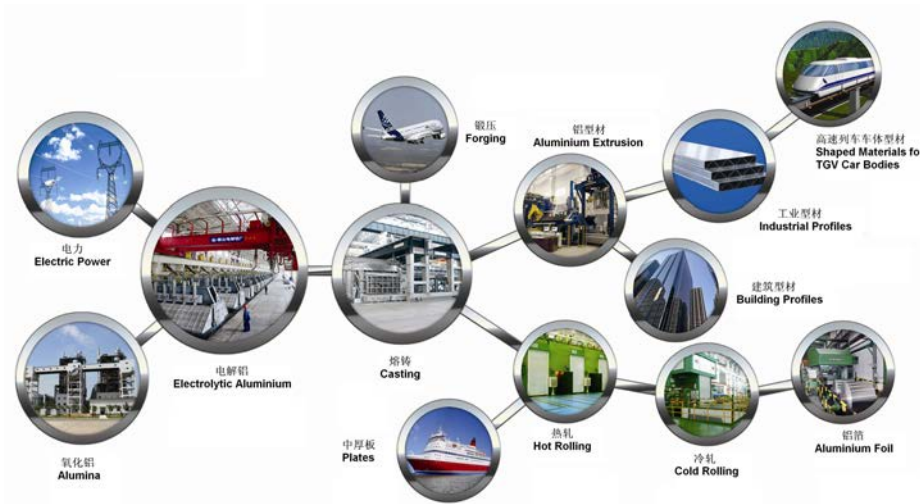 锻压
Forging
铝型材
Aluminium Extrusion
高速列车车体型材
Shaped Materials fo
TGV Car Bodies
工业型材
Industrial Profiles
电力
Electric Power
建筑型材
Building Profiles
电解铝
Electrolytic Aluminium
熔铸
Casting
氧化铝
Alumina
中厚板
Plates
热轧
Hot Rolling
冷轧
Cold Rolling
铝箔
Aluminium Foil